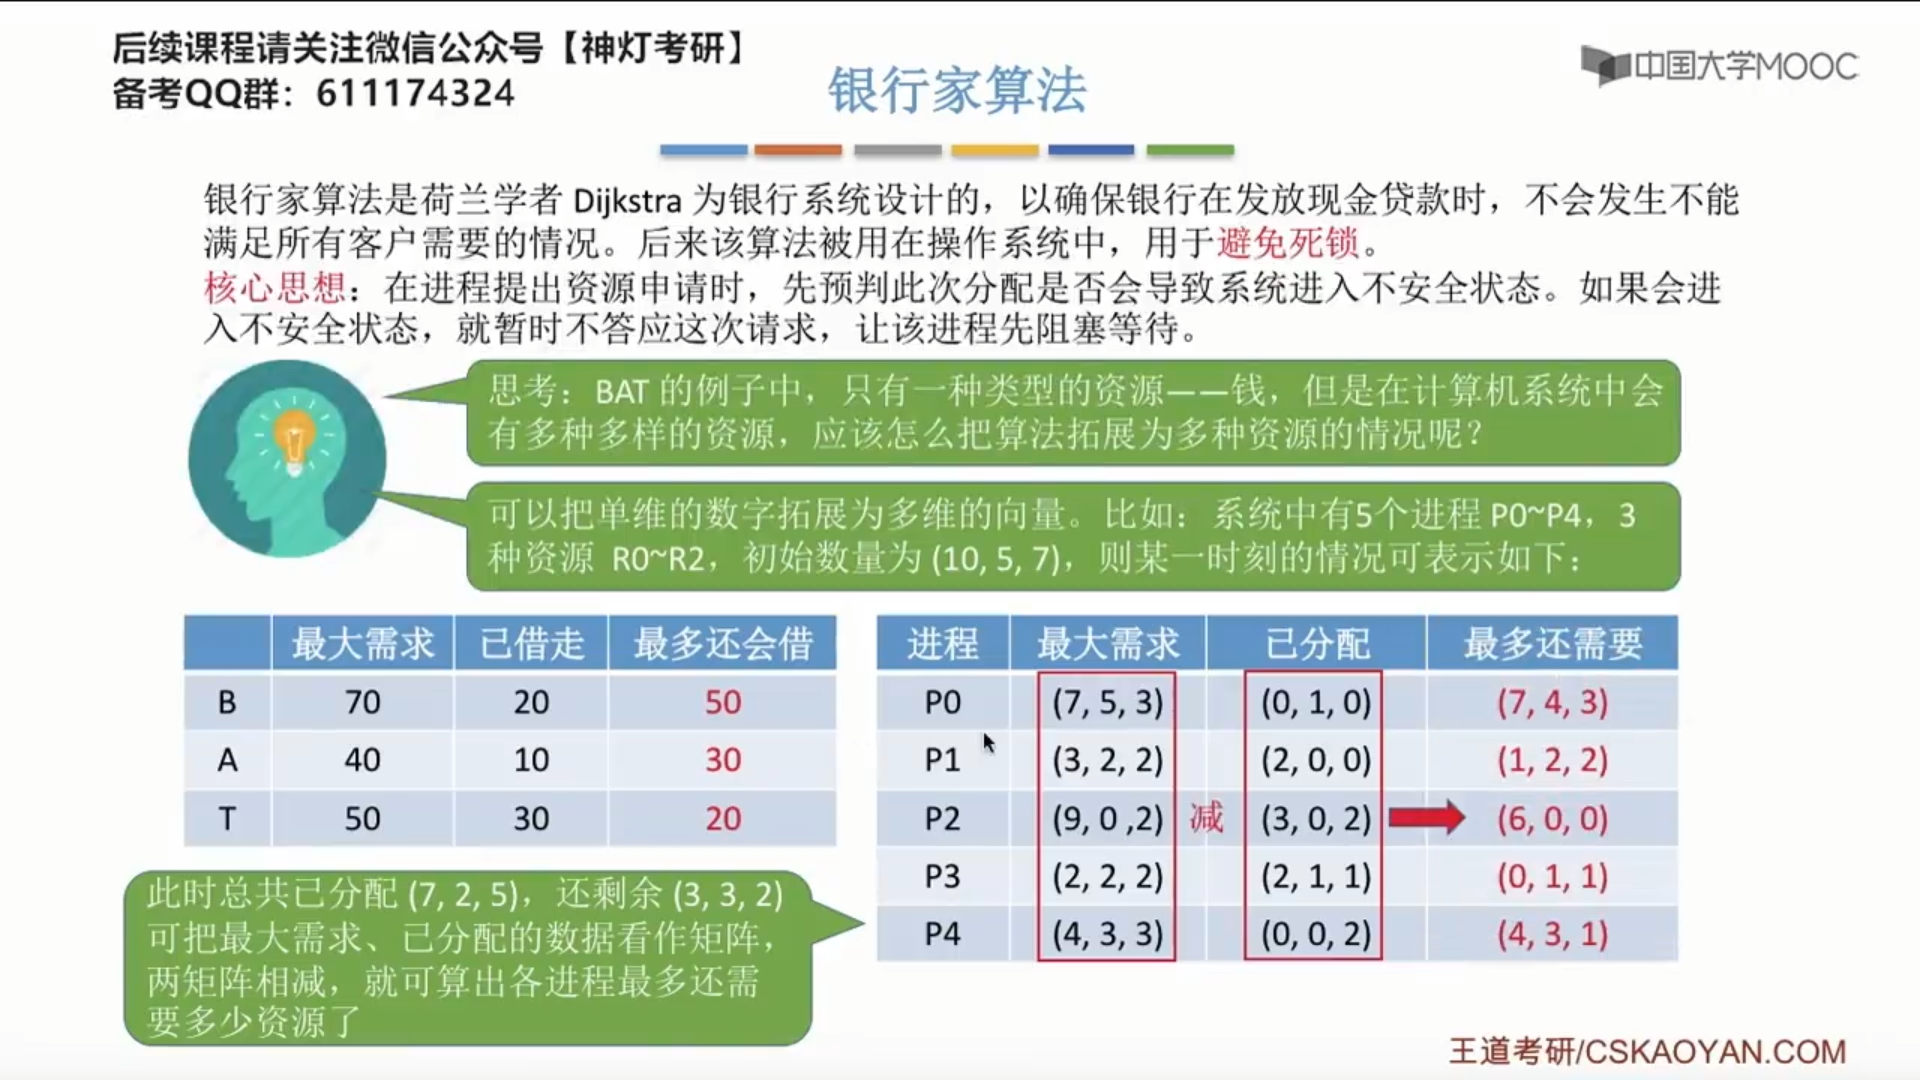 后续课程请关注微信公众号【神灯考研】
备考QQ群：611174324
中国大学MOOC
银行家算法
银行家算法是荷兰学者 Dijkstra 为银行系统设计的，以确保银行在发放现金贷款时，不会发生不能
满足所有客户需要的情况。后来该算法被用在操作系统中，用于避免死锁。
核心思想：在进程提出资源申请时，先预判此次分配是否会导致系统进入不安全状态。如果会进
入不安全状态，就暂时不答应这次请求，让该进程先阻塞等待。
思考：BAT 的例子中，只有一种类型的资源——钱，但是在计算机系统中会
有多种多样的资源，应该怎么把算法拓展为多种资源的情况呢？
可以把单维的数字拓展为多维的向量。比如：系统中有5个进程 P0~P4，3
种资源 R0~R2，初始数量为 (10, 5, 7)，则某一时刻的情况可表示如下：
最大需求 已借走 最多还会借
B 70 20 50
A 40 10 30
T 50 30 20
进程 最大需求 已分配 最多还需要
P0 (7, 5, 3) (0, 1, 0) (7, 4, 3)
P1 (3, 2, 2) (2, 0, 0) (1, 2, 2)
P2 (9, 0 ,2) 减 (3, 0, 2) (6, 0, 0)
P3 (2, 2, 2) (2, 1, 1) (0, 1, 1)
P4 (4, 3, 3) (0, 0, 2) (4, 3, 1)
此时总共已分配 (7, 2, 5)，还剩余 (3, 3, 2)
可把最大需求、已分配的数据看作矩阵，
两矩阵相减，就可算出各进程最多还需
要多少资源了
王道考研/CSKAOYAN.COM